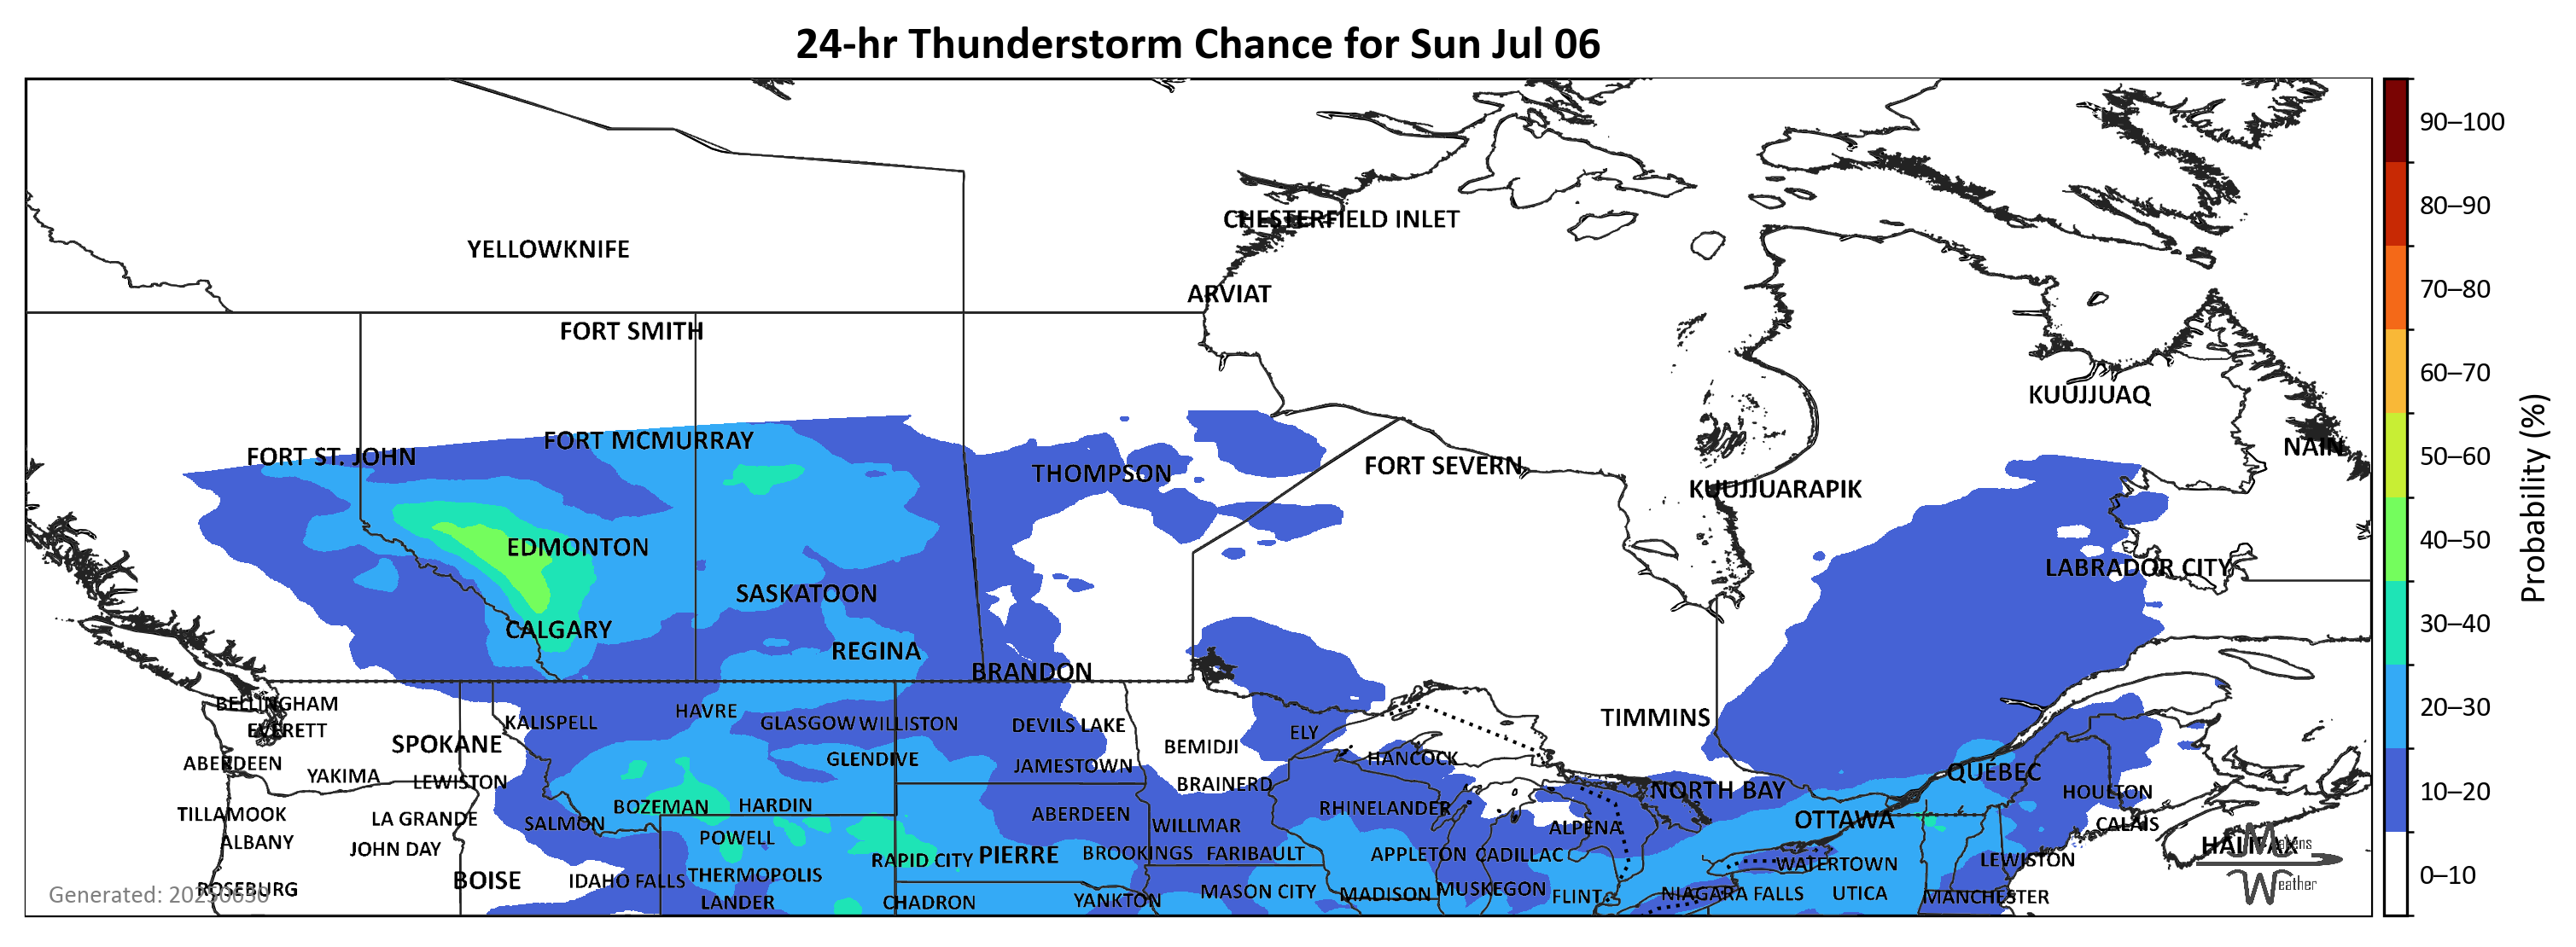 24-hr Thunderstorm Chance for Sun Jul 06
90–100
80–90
70–80
60–70
50–60
40–50
30–40
20–30
10–20
0–10
Probability (%)
CHESTERFIELD INLET
YELLOWKNIFE
ARVIAT
FORT SMITH
KUUJJUAQ
FORT MCMURRAY
NAIN
FORT ST. JOHN
FORT SEVERN
THOMPSON
KUUJJUARAPIK
EDMONTON
LABRADOR CITY
SASKATOON
CALGARY
REGINA
BRANDON
BELLINGHAM
HAVRE
TIMMINS
KALISPELL
GLASGOW
WILLISTON
DEVILS LAKE
EVERETT
ELY
SPOKANE
BEMIDJI
GLENDIVE
HANCOCK
ABERDEEN
JAMESTOWN
QUÉBEC
YAKIMA
LEWISTON
BRAINERD
NORTH BAY
HOULTON
BOZEMAN
HARDIN
RHINELANDER
TILLAMOOK
LA GRANDE
ABERDEEN
OTTAWA
SALMON
WILLMAR
ALPENA
CALAIS
ALBANY
POWELL
HALIFAX
JOHN DAY
BROOKINGS
FARIBAULT
APPLETON
CADILLAC
PIERRE
RAPID CITY
WATERTOWN
LEWISTON
THERMOPOLIS
BOISE
IDAHO FALLS
ROSEBURG
MASON CITY
MADISON
MUSKEGON
FLINT
NIAGARA FALLS
UTICA
MANCHESTER
LANDER
CHADRON
YANKTON
Generated: 20250630
Weather